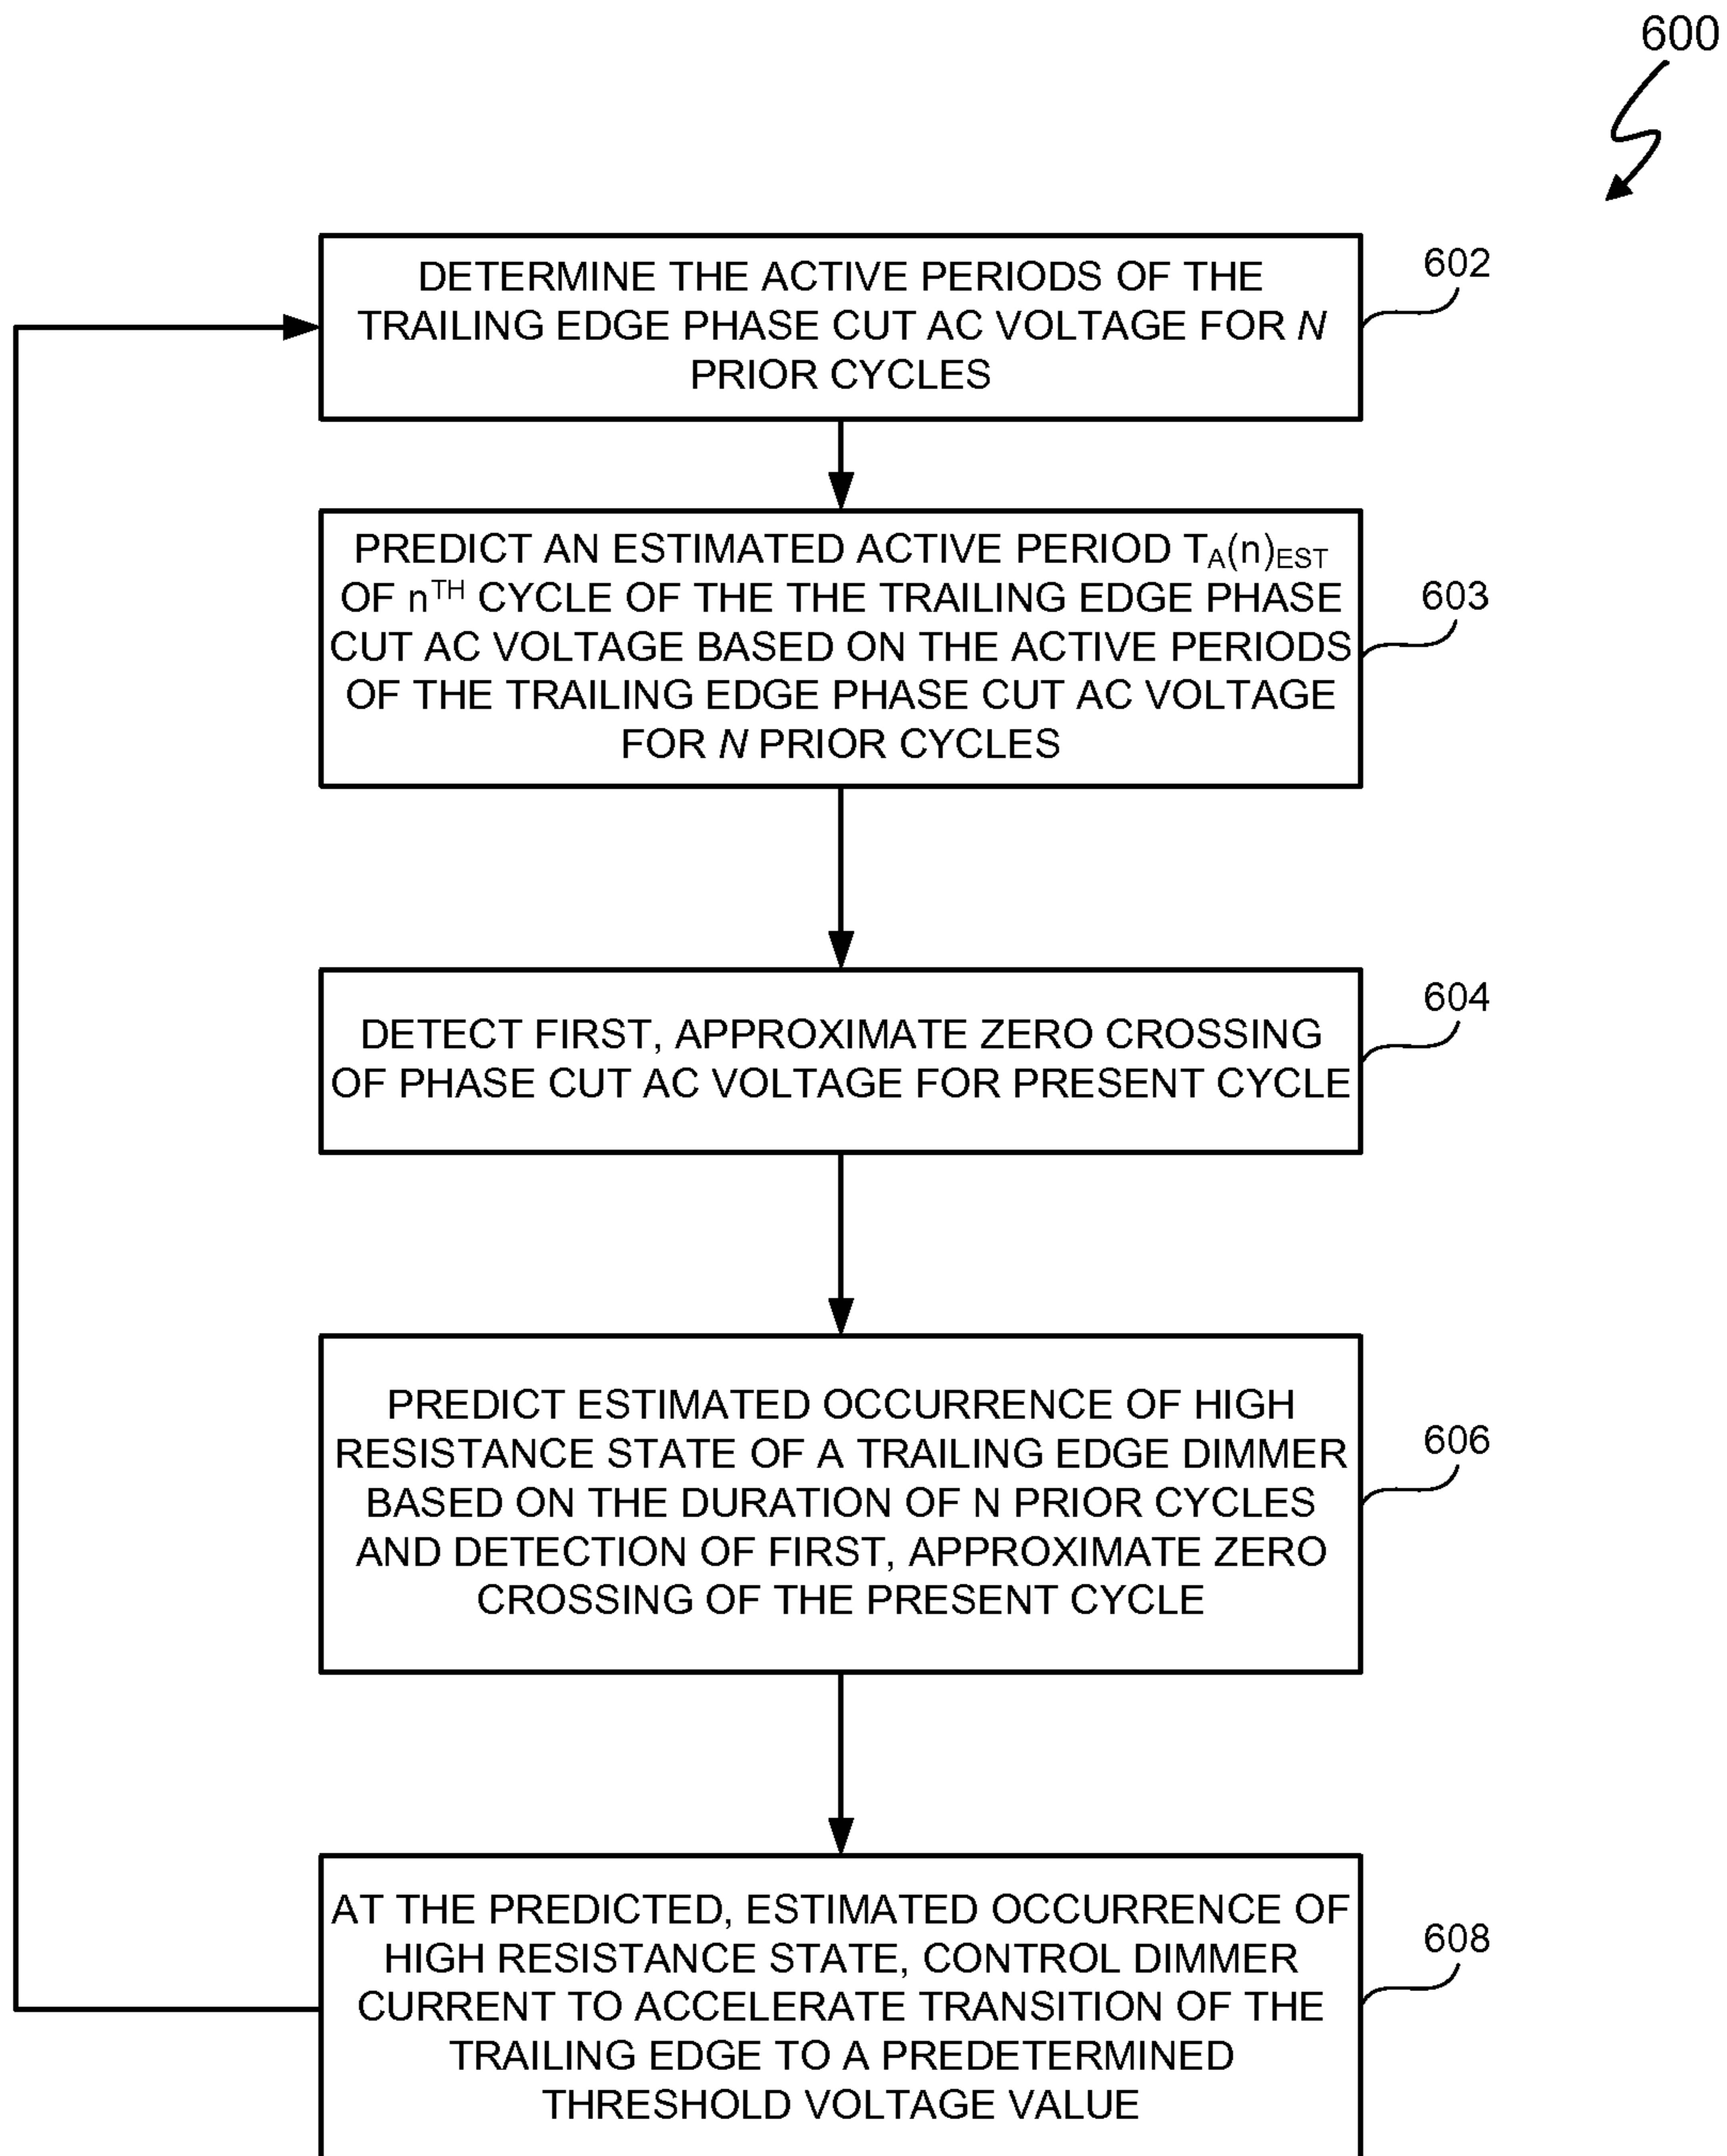 600
DETERMINE THE ACTIVE PERIODS OF THE
TRAILING EDGE PHASE CUT AC VOLTAGE FOR N
PRIOR CYCLES
602
PREDICT AN ESTIMATED ACTIVE PERIOD TA(n)EST
OF nTH CYCLE OF THE THE TRAILING EDGE PHASE
CUT AC VOLTAGE BASED ON THE ACTIVE PERIODS
OF THE TRAILING EDGE PHASE CUT AC VOLTAGE
FOR N PRIOR CYCLES
603
DETECT FIRST, APPROXIMATE ZERO CROSSING
OF PHASE CUT AC VOLTAGE FOR PRESENT CYCLE
604
PREDICT ESTIMATED OCCURRENCE OF HIGH
RESISTANCE STATE OF A TRAILING EDGE DIMMER
BASED ON THE DURATION OF N PRIOR CYCLES
AND DETECTION OF FIRST, APPROXIMATE ZERO
CROSSING OF THE PRESENT CYCLE
606
AT THE PREDICTED, ESTIMATED OCCURRENCE OF
HIGH RESISTANCE STATE, CONTROL DIMMER
CURRENT TO ACCELERATE TRANSITION OF THE
TRAILING EDGE TO A PREDETERMINED
THRESHOLD VOLTAGE VALUE
608